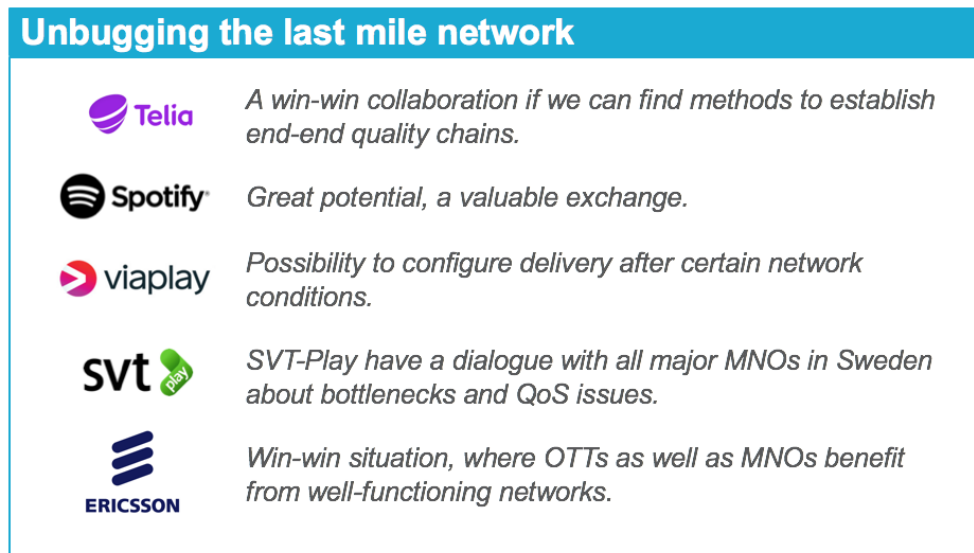 Unbugging the last mile network
Telia
A win-win collaboration if we can find methods to establish
end-end quality chains.
Spotify®
Great potential, a valuable exchange.
viaplay
Possibility to configure delivery after certain network
conditions.
svt play
SVT-Play have a dialogue with all major MNOs in Sweden
about bottlenecks and QoS issues.
ERICSSON
Win-win situation, where OTTs as well as MNOs benefit
from well-functioning networks.